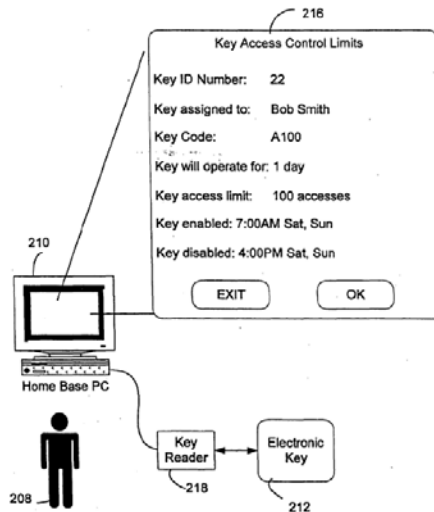 216
Key Access Control Limits
Key ID Number: 22
Key assigned to: Bob Smith
Key Code: A100
Key will operate for: 1 day
Key access limit: 100 accesses
Key enabled: 7:00AM Sat, Sun
Key disabled: 4:00PM Sat, Sun
EXIT OK
210
Home Base PC
Key
Reader
Electronic
Key
208
218
212